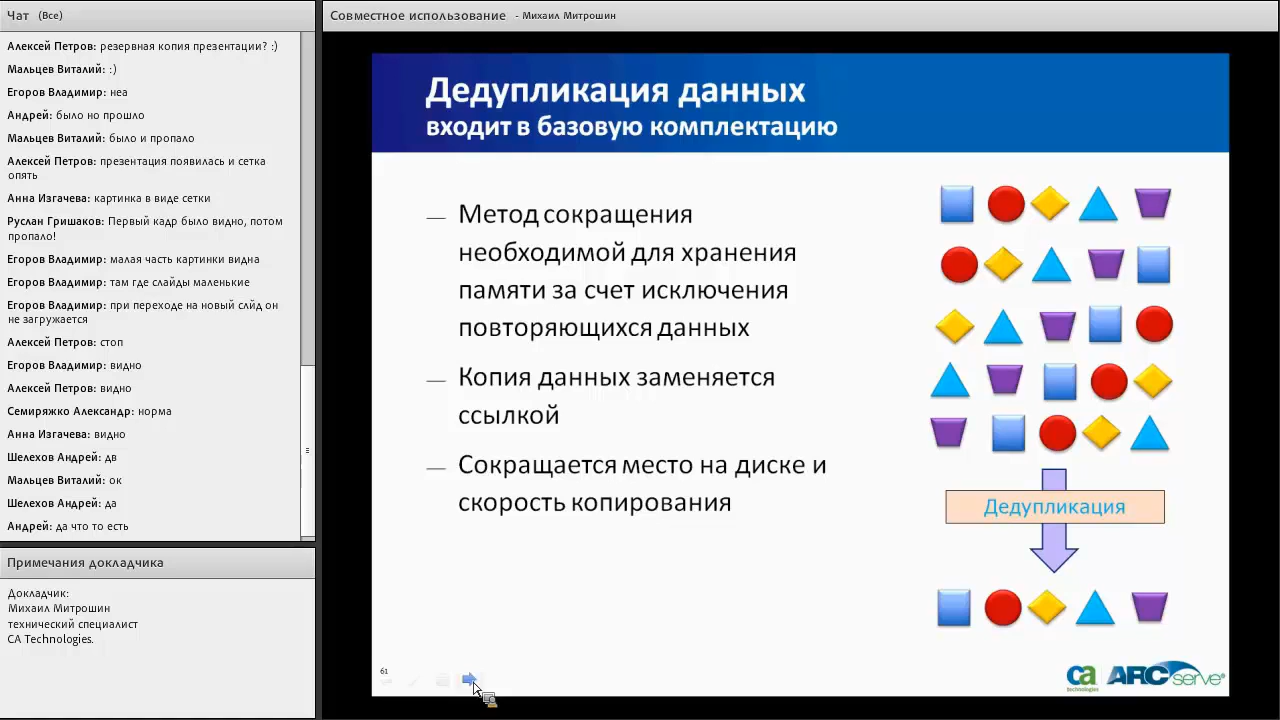 Чат (Все)
Алексей Петров: резервная копия презентации? :)
Мальцев Виталий: :)
Егоров Владимир: неа
Андрей: было но прошло
Мальцев Виталий: было и пропало
Алексей Петров: презентация появилась и сетка
опять
Анна Изгачева: картинка в виде сетки
Руслан Гришаков: Первый кадр было видно, потом
пропало!
Егоров Владимир: малая часть картинки видна
Егоров Владимир: там где слайды маленькие
Егоров Владимир: при переходе на новый слйд он
не загружается
Алексей Петров: стоп
Егоров Владимир: видно
Алексей Петров: видно
Семиряжко Александр: норма
Анна Изгачева: видно
Шелехов Андрей: дв
Мальцев Виталий: ок
Шелехов Андрей: да
Андрей: да что то есть
Примечания докладчика
Докладчик:
Михаил Митрошин
технический специалист
CA Technologies.
Совместное использование - Михаил Митрошин
Дедупликация данных
входит в базовую комплектацию
— Метод сокращения
необходимой для хранения
памяти за счет исключения
повторяющихся данных
— Копия данных заменяется
ссылкой
— Сокращается место на диске и
скорость копирования
Дедупликация
61
ca technologies ARCserve®